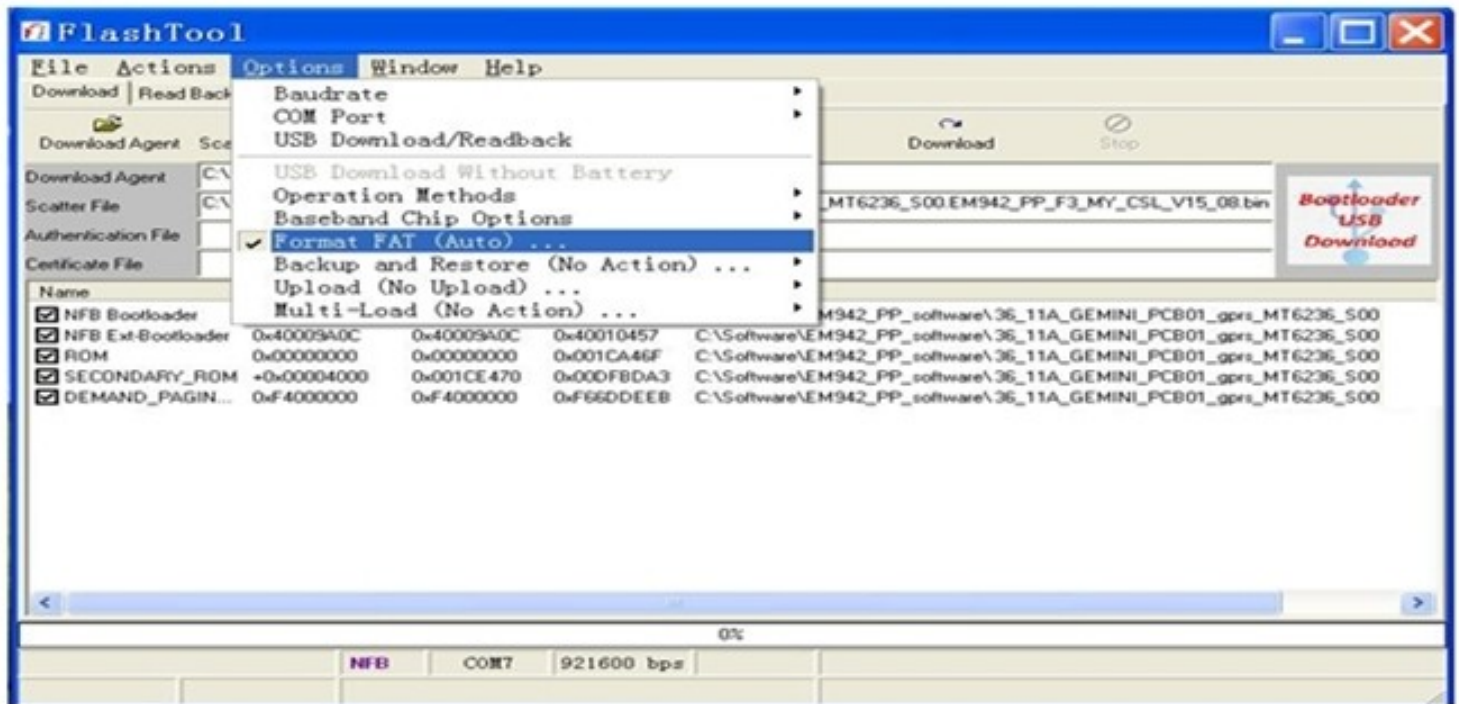 FlashTool
File Actions Options Window Help
Download Read Back
Baudrate
COM Port
USB Download/Readback
USB Download Without Battery
Operation Methods
Baseband Chip Options
Format FAT (Auto) ...
Backup and Restore (No Action) ...
Upload (No Upload) ...
Multi-Load (No Action) ...
Download Agent Sca Download Stop
Download Agent C:\
Scatter File C:\ _MT6236_S00.EM942_PP_F3_MY_CSL_V15_08.bin
Authentication File
Certificate File
Bootloader
USB
Download
Name
NFB Bootloader M942_PP_software\36_11A_GEMINI_PCB01_gprs_MT6236_S00
NFB Ext-Bootloader 0x40009A0C 0x40009A0C 0x40010457 C:\Software\EM942_PP_software\36_11A_GEMINI_PCB01_gprs_MT6236_S00
ROM 0x00000000 0x00000000 0x001CA46F C:\Software\EM942_PP_software\36_11A_GEMINI_PCB01_gprs_MT6236_S00
SECONDARY_ROM +0x00004000 0x001CE470 0x00DFBDA3 C:\Software\EM942_PP_software\36_11A_GEMINI_PCB01_gprs_MT6236_S00
DEMAND_PAGIN... 0xF4000000 0xF4000000 0xF66DDEEB C:\Software\EM942_PP_software\36_11A_GEMINI_PCB01_gprs_MT6236_S00
0%
NFB COM7 921600 bps